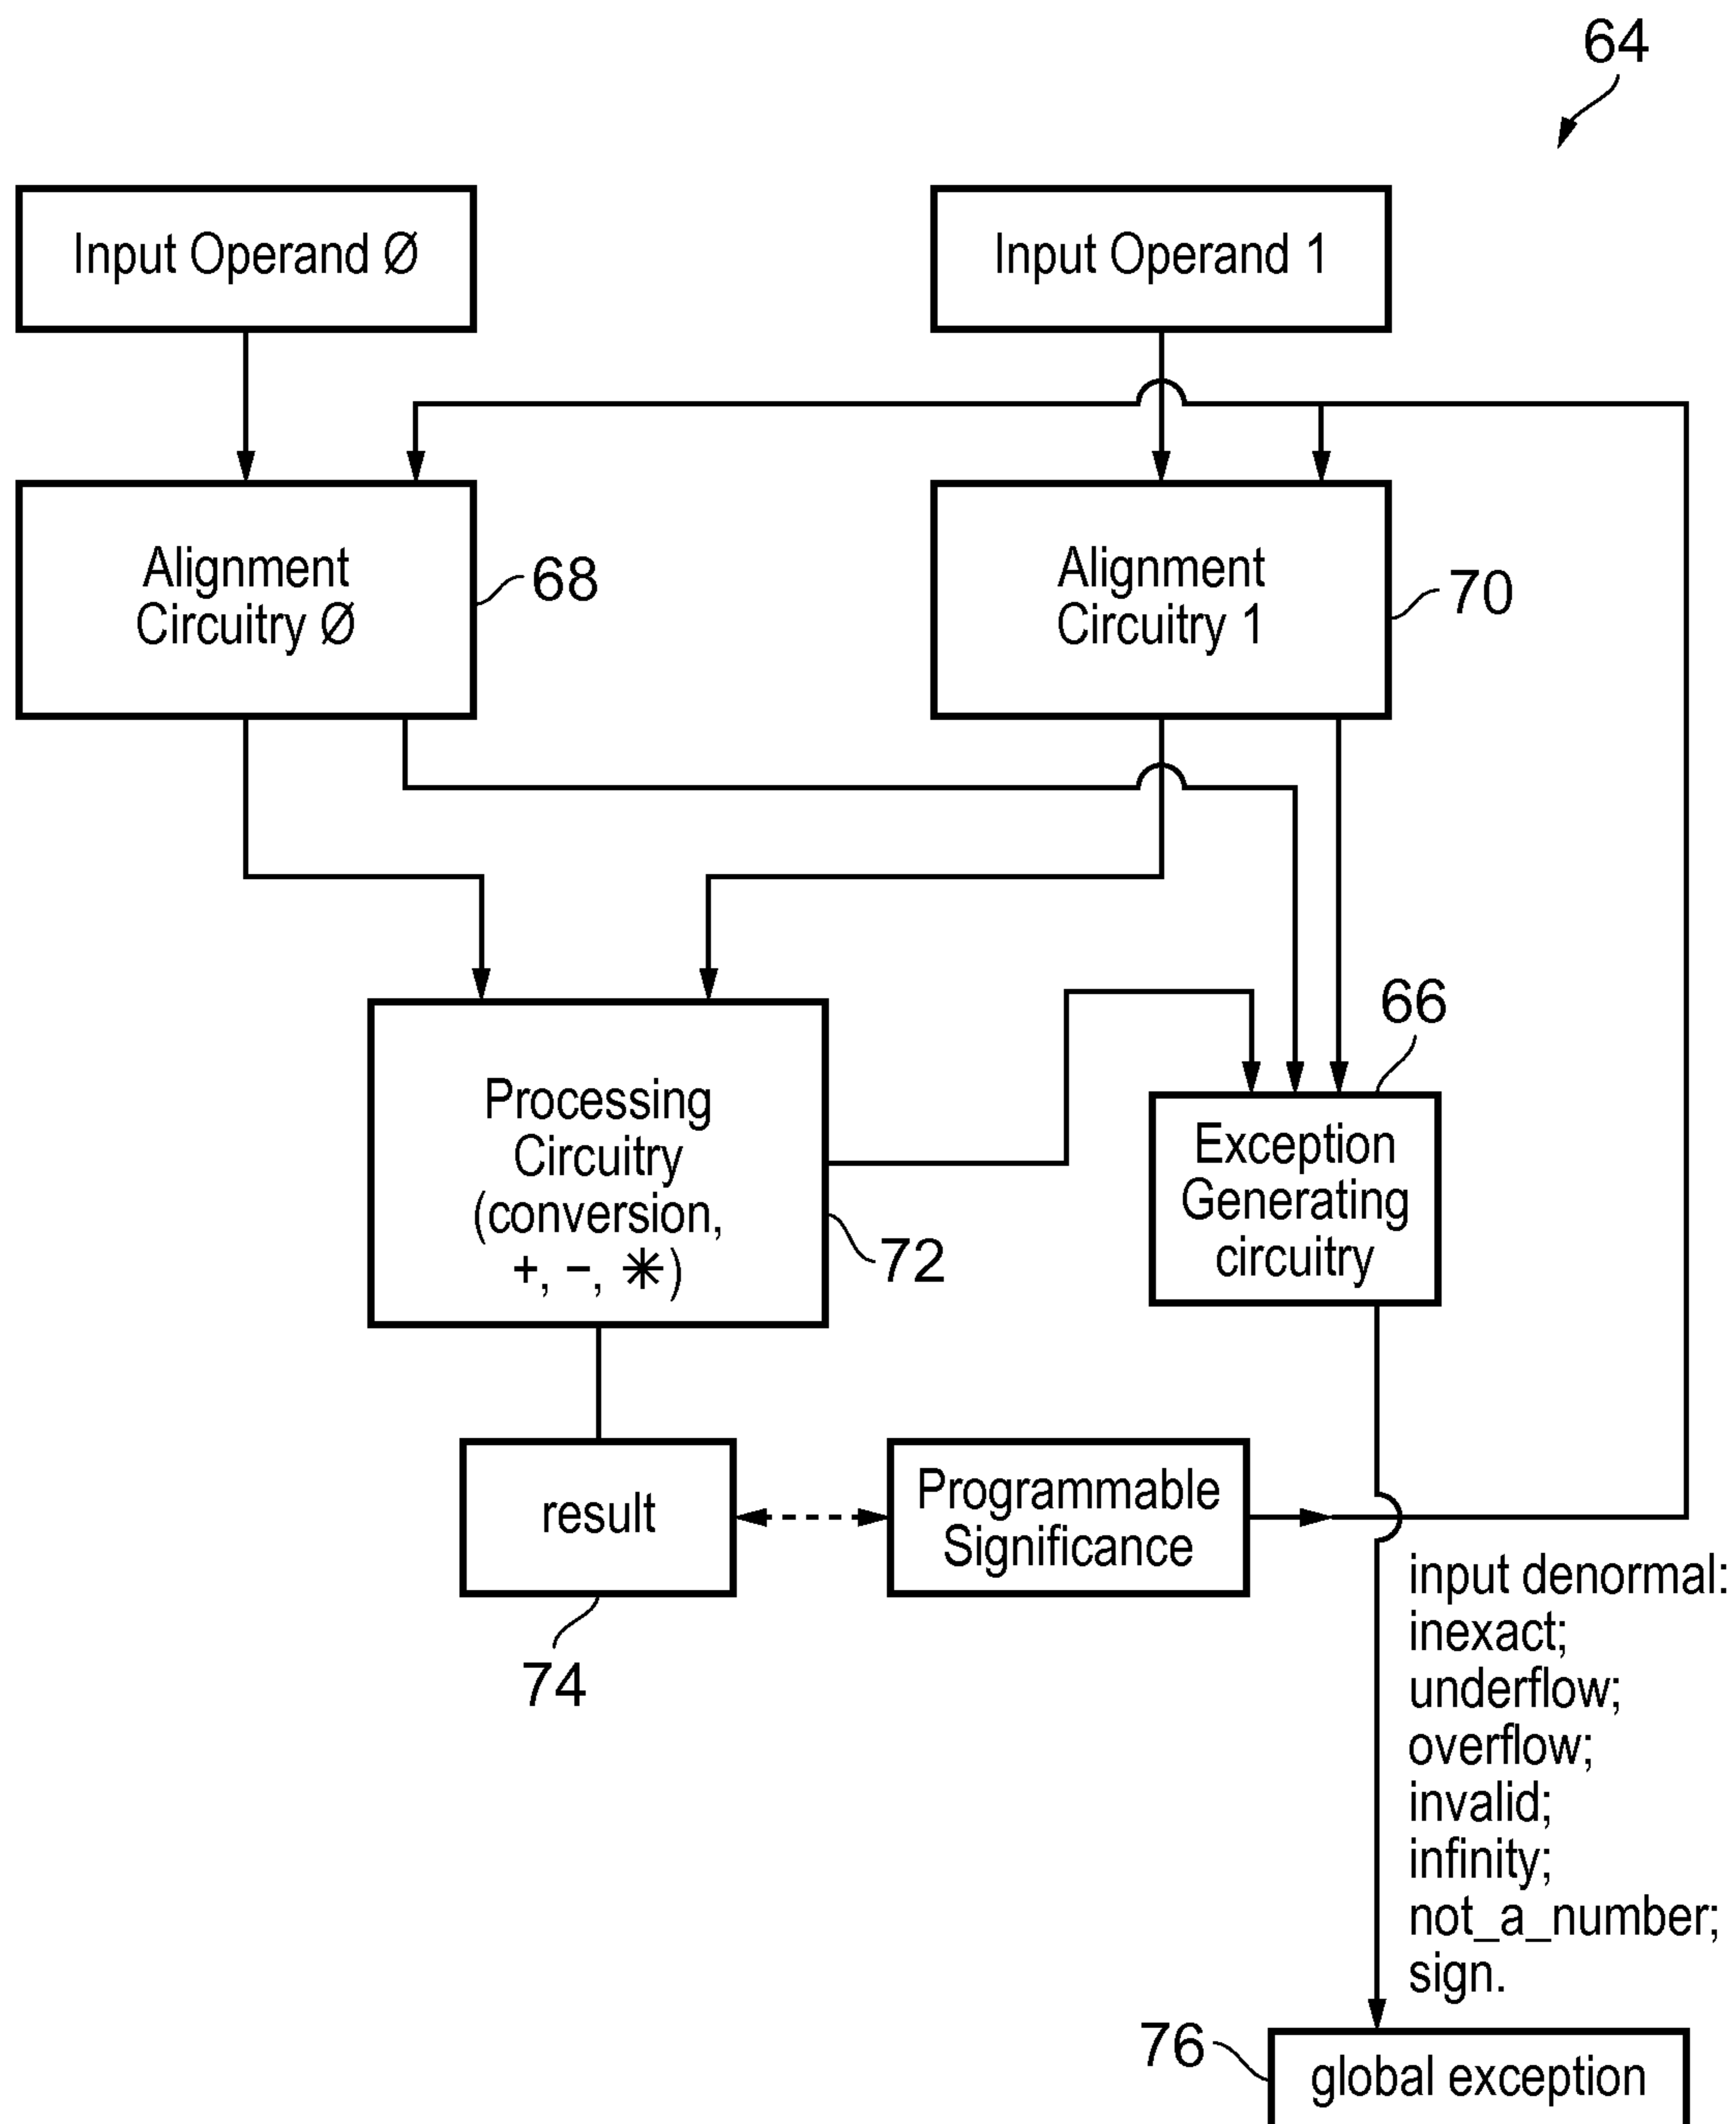 64
Input Operand Ø
Input Operand 1
Alignment
Circuitry Ø
68
Alignment
Circuitry 1
70
Processing
Circuitry
(conversion,
+, −, ✳)
72
66
Exception
Generating
circuitry
result
74
Programmable
Significance
input denormal:
inexact;
underflow;
overflow;
invalid;
infinity;
not_a_number;
sign.
76
global exception